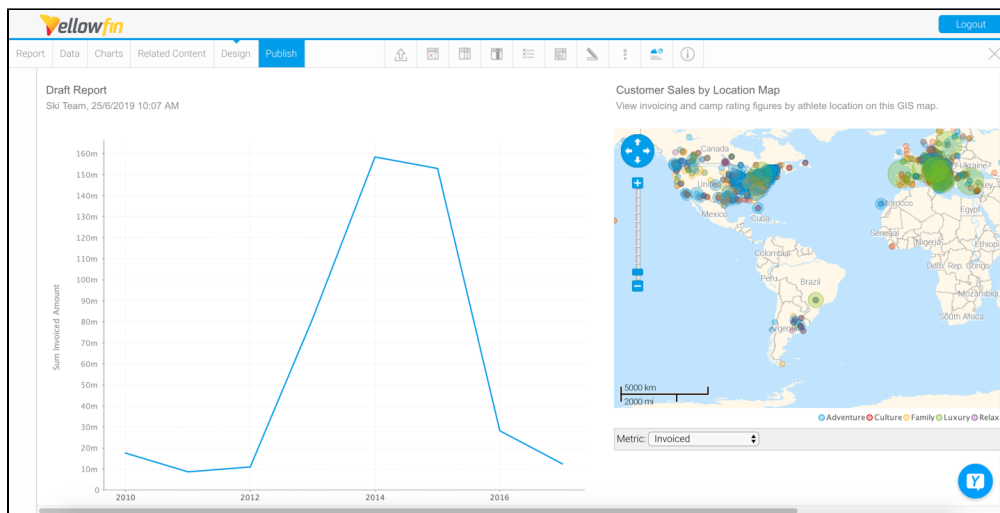 Yellowfin
Logout
Report Data Charts Related Content Design Publish
Draft Report
Ski Team, 25/6/2019 10:07 AM
Customer Sales by Location Map
View invoicing and camp rating figures by athlete location on this GIS map.
Sum Invoiced Amount
160m
150m
140m
130m
120m
110m
100m
90m
80m
70m
60m
50m
40m
30m
20m
10m
0
2010 2012 2014 2016
Canada
United
Mexico
Cuba
Colombia
Peru
Brazil
Argentina
Ukraine
Morocco
Egypt
Senegal
Nigeria
Ethiop
Dem. Rep. Congo
Mozambiq
South Africa
5000 km
2000 mi
Adventure Culture Family Luxury Relax
Metric: Invoiced